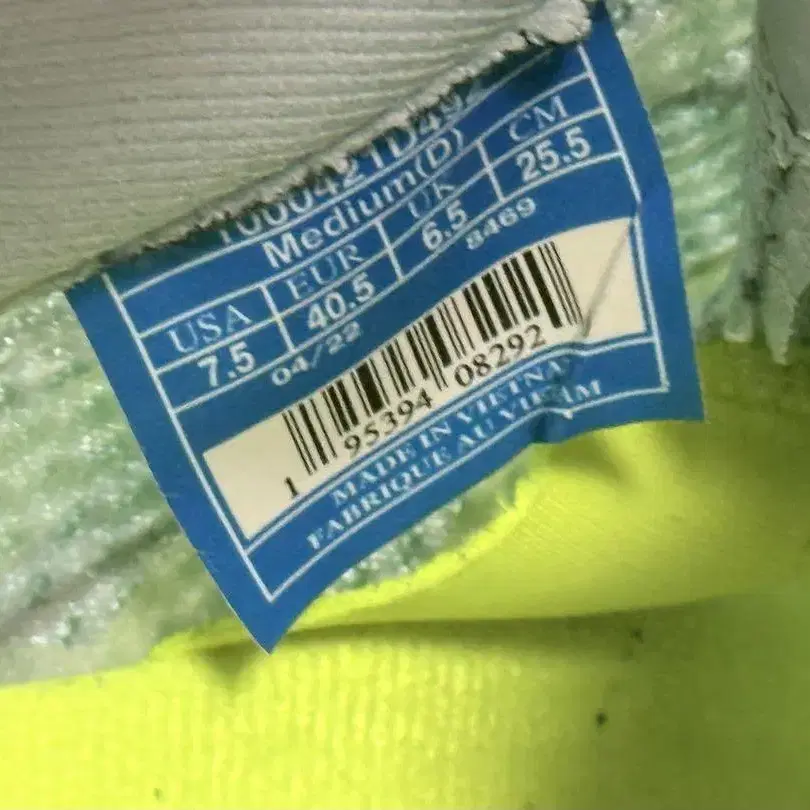 1000421D492
Medium(D)
USA EUR UK CM
7.5 40.5 6.5 25.5
04/22 8469
1 95394 08292
MADE IN VIETNAM
FABRIQUE AU VIETNAM